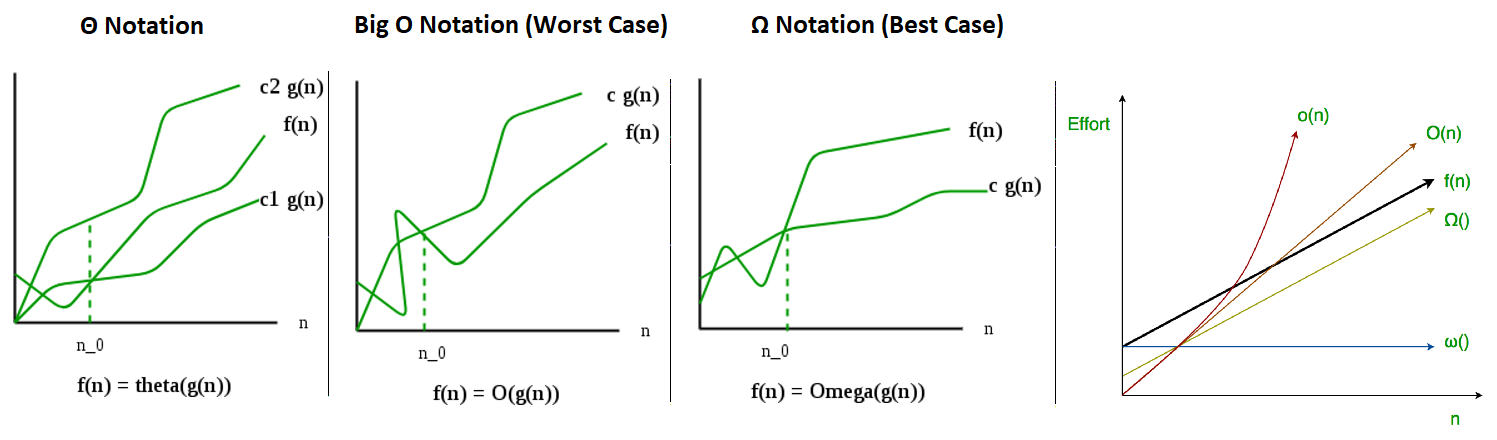 Θ Notation
c2 g(n)
f(n)
c1 g(n)
n
n_0
f(n) = theta(g(n))
Big O Notation (Worst Case)
c g(n)
f(n)
n
n_0
f(n) = O(g(n))
Ω Notation (Best Case)
f(n)
c g(n)
n
n_0
f(n) = Omega(g(n))
Effort
o(n)
O(n)
f(n)
Ω()
ω()
n